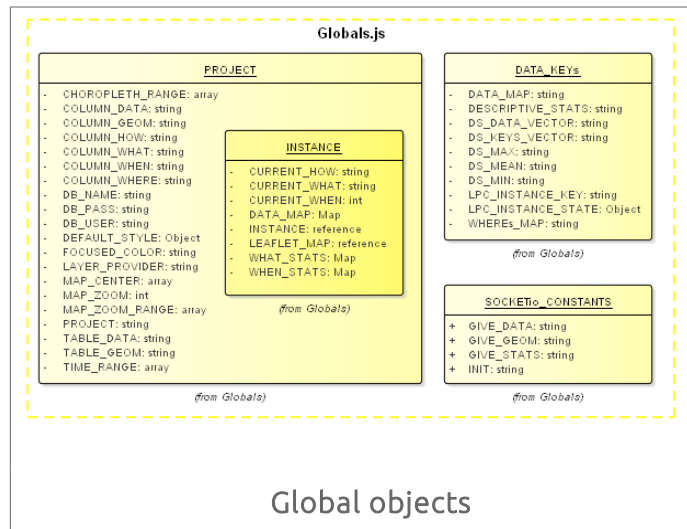 Globals.js
PROJECT
- CHOROPLETH_RANGE: array
- COLUMN_DATA: string
- COLUMN_GEOM: string
- COLUMN_HOW: string
- COLUMN_WHAT: string
- COLUMN_WHEN: string
- COLUMN_WHERE: string
- DB_NAME: string
- DB_PASS: string
- DB_USER: string
- DEFAULT_STYLE: Object
- FOCUSED_COLOR: string
- LAYER_PROVIDER: string
- MAP_CENTER: array
- MAP_ZOOM: int
- MAP_ZOOM_RANGE: array
- PROJECT: string
- TABLE_DATA: string
- TABLE_GEOM: string
- TIME_RANGE: array
(from Globals)
INSTANCE
- CURRENT_HOW: string
- CURRENT_WHAT: string
- CURRENT_WHEN: int
- DATA_MAP: Map
- INSTANCE: reference
- LEAFLET_MAP: reference
- WHAT_STATS: Map
- WHEN_STATS: Map
(from Globals)
DATA_KEYs
- DATA_MAP: string
- DESCRIPTIVE_STATS: string
- DS_DATA_VECTOR: string
- DS_KEYS_VECTOR: string
- DS_MAX: string
- DS_MEAN: string
- DS_MIN: string
- LPC_INSTANCE_KEY: string
- LPC_INSTANCE_STATE: Object
- WHEREs_MAP: string
(from Globals)
SOCKETio_CONSTANTS
+ GIVE_DATA: string
+ GIVE_GEOM: string
+ GIVE_STATS: string
+ INIT: string
(from Globals)
Global objects